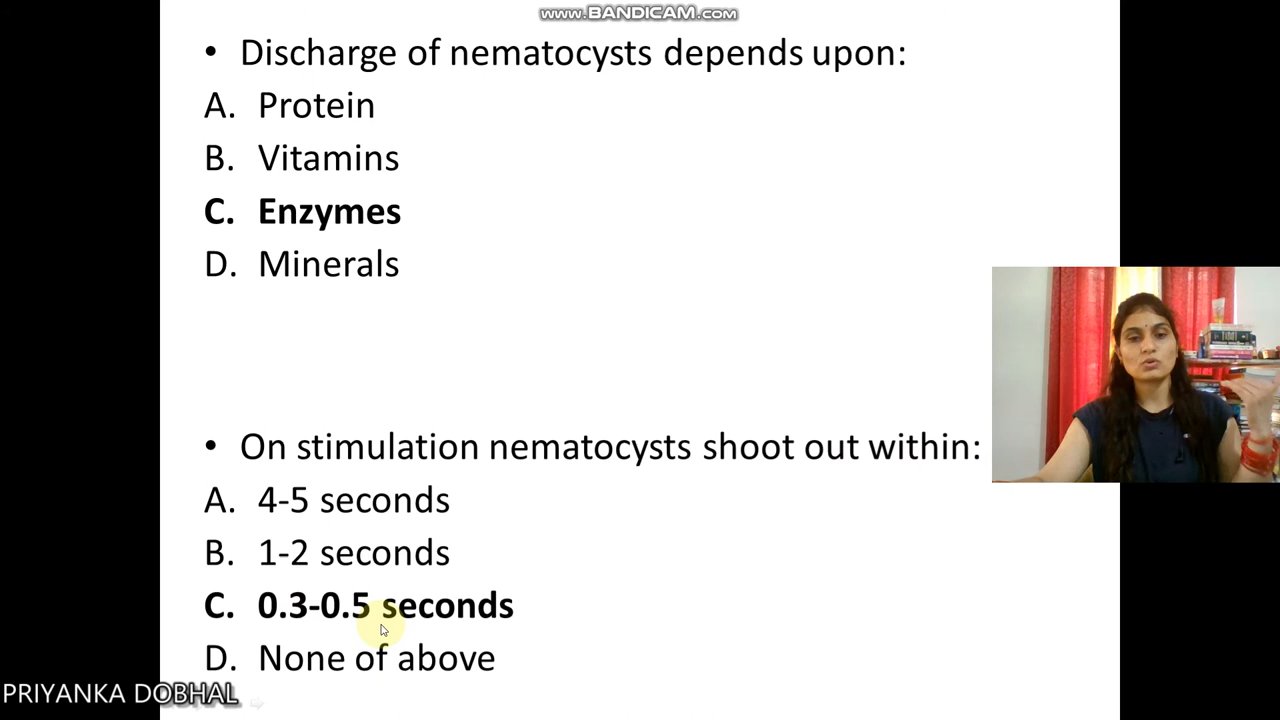 www.BANDICAM.com
• Discharge of nematocysts depends upon:
A. Protein
B. Vitamins
C. Enzymes
D. Minerals
• On stimulation nematocysts shoot out within:
A. 4-5 seconds
B. 1-2 seconds
C. 0.3-0.5 seconds
D. None of above
PRIYANKA DOBHAL